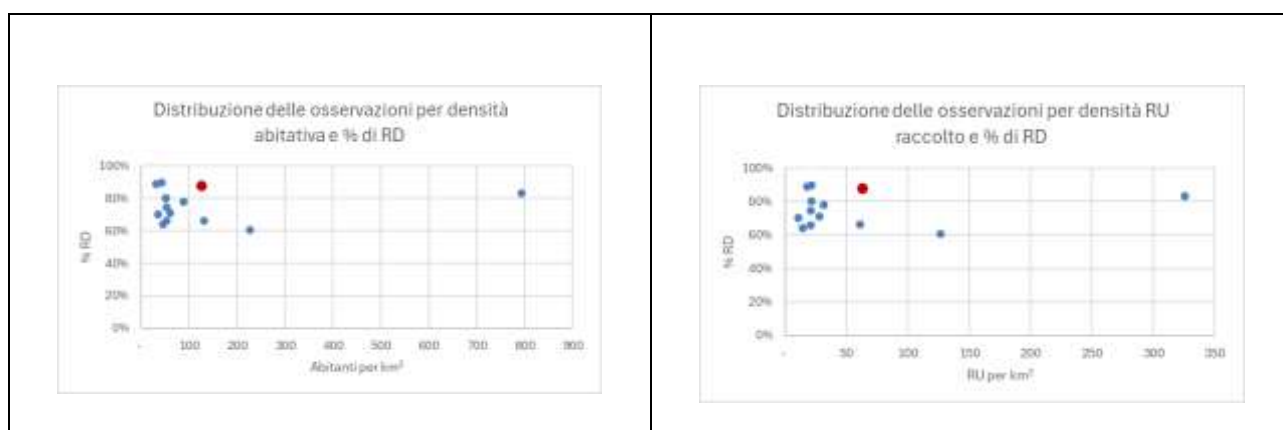 Distribuzione delle osservazioni per densità
abitativa e % di RD
100%
80%
60%
40%
20%
0%
% RD
- 100 200 300 400 500 600 700 800 900
Abitanti per km²
Distribuzione delle osservazioni per densità RU
raccolto e % di RD
100%
80%
60%
40%
20%
0%
% RD
- 50 100 150 200 250 300 350
RU per km²